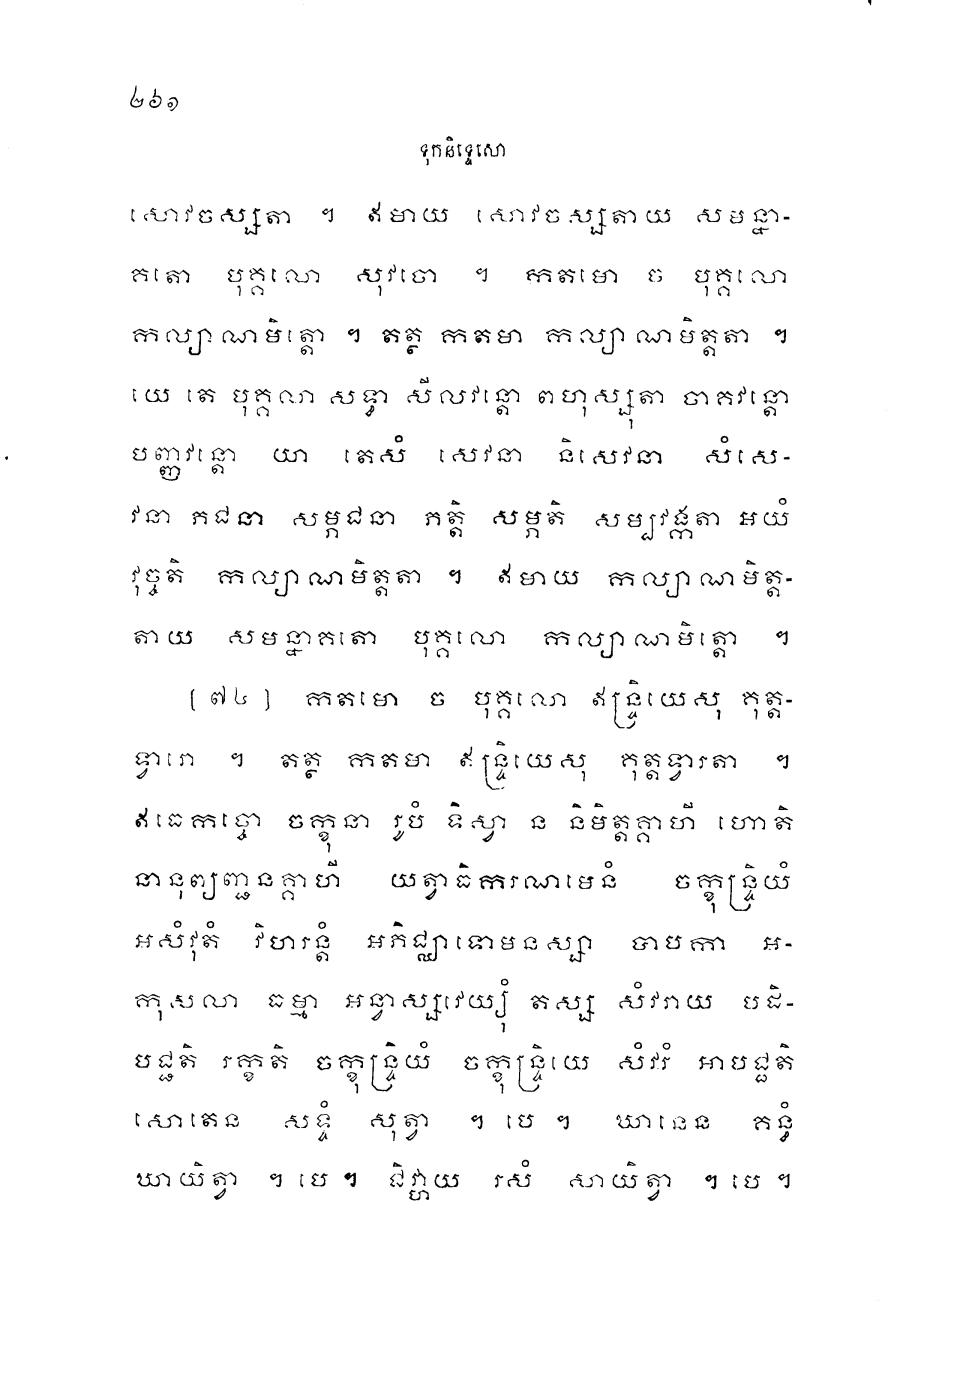 ២៦១
ទុកនិទ្ទេសោ
សោវចស្សតា ។ ឥមាយ សោវចស្សតាយ សមន្នា-
គតោ បុគ្គលោ សុវចោ ។ កតមោ ច បុគ្គលោ
កល្យាណមិត្តោ ។ តត្ថ កតមា កល្យាណមិត្តតា ។
យេ តេ បុគ្គលា សទ្ធា សីលវន្តោ ពហុស្សុតា ចាគវន្តោ
បញ្ញវន្តោ យា តេសំ សេវនា និសេវនា សំសេ-
វនា ភជនា សម្ភជនា ភត្តិ សម្ភតិ សម្បវង្កតា អយំ
វុច្ចតិ កល្យាណមិត្តតា ។ ឥមាយ កល្យាណមិត្ត-
តាយ សមន្នាគតោ បុគ្គលោ កល្យាណមិត្តោ ។
[ ៧៤ ] កតមោ ច បុគ្គលោ ឥន្ទ្រិយេសុ គុត្ត-
ទ្វារោ ។ តត្ថ កតមា ឥន្ទ្រិយេសុ គុត្តទ្វារតា ។
ឥធេកច្ចោ ចក្ខុនា រូបំ ទិស្វា ន និមិត្តគ្គាហី ហោតិ
នានុព្យញ្ជនគ្គាហី យត្វាធិករណមេនំ ចក្ខុន្ទ្រិយំ
អសំវុតំ វិហរន្តំ អភិជ្ឈាទោមនស្សា បាបកា អ-
កុសលា ធម្មា អន្វាស្សវេយ្យុំ តស្ស សំវរាយ បដិ-
បជ្ជតិ រក្ខតិ ចក្ខុន្ទ្រិយំ ចក្ខុន្ទ្រិយេ សំវរំ អាបជ្ជតិ
សោតេន សទ្ទំ សុត្វា ។ បេ ។ ឃានេន គន្ធំ
ឃាយិត្វា ។ បេ ។ ជិវ្ហាយ រសំ សាយិត្វា ។ បេ ។